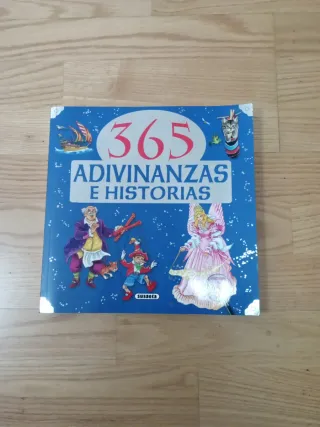 365
ADIVINANZAS
E HISTORIAS
SUSAETA